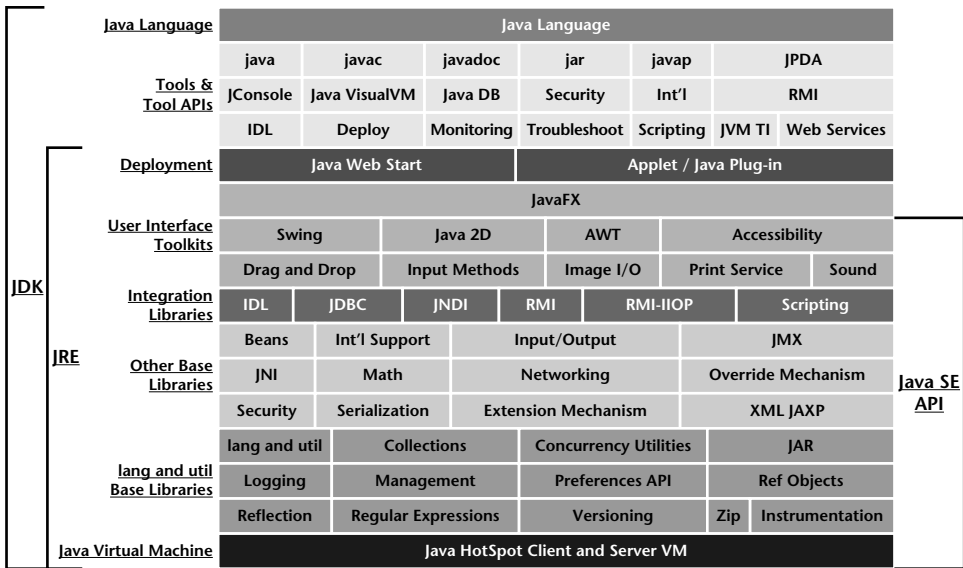 Java Language Java Language
java javac javadoc jar javap JPDA
Tools &
Tool APIs
JConsole Java VisualVM Java DB Security Int'l RMI
IDL Deploy Monitoring Troubleshoot Scripting JVM TI Web Services
Deployment Java Web Start Applet / Java Plug-in
JavaFX
User Interface
Toolkits
Swing Java 2D AWT Accessibility
Drag and Drop Input Methods Image I/O Print Service Sound
JDK
Integration
Libraries
IDL JDBC JNDI RMI RMI-IIOP Scripting
Beans Int'l Support Input/Output JMX
JRE
Other Base
Libraries
JNI Math Networking Override Mechanism
Java SE
API
Security Serialization Extension Mechanism XML JAXP
lang and util Collections Concurrency Utilities JAR
lang and util
Base Libraries
Logging Management Preferences API Ref Objects
Reflection Regular Expressions Versioning Zip Instrumentation
Java Virtual Machine Java HotSpot Client and Server VM